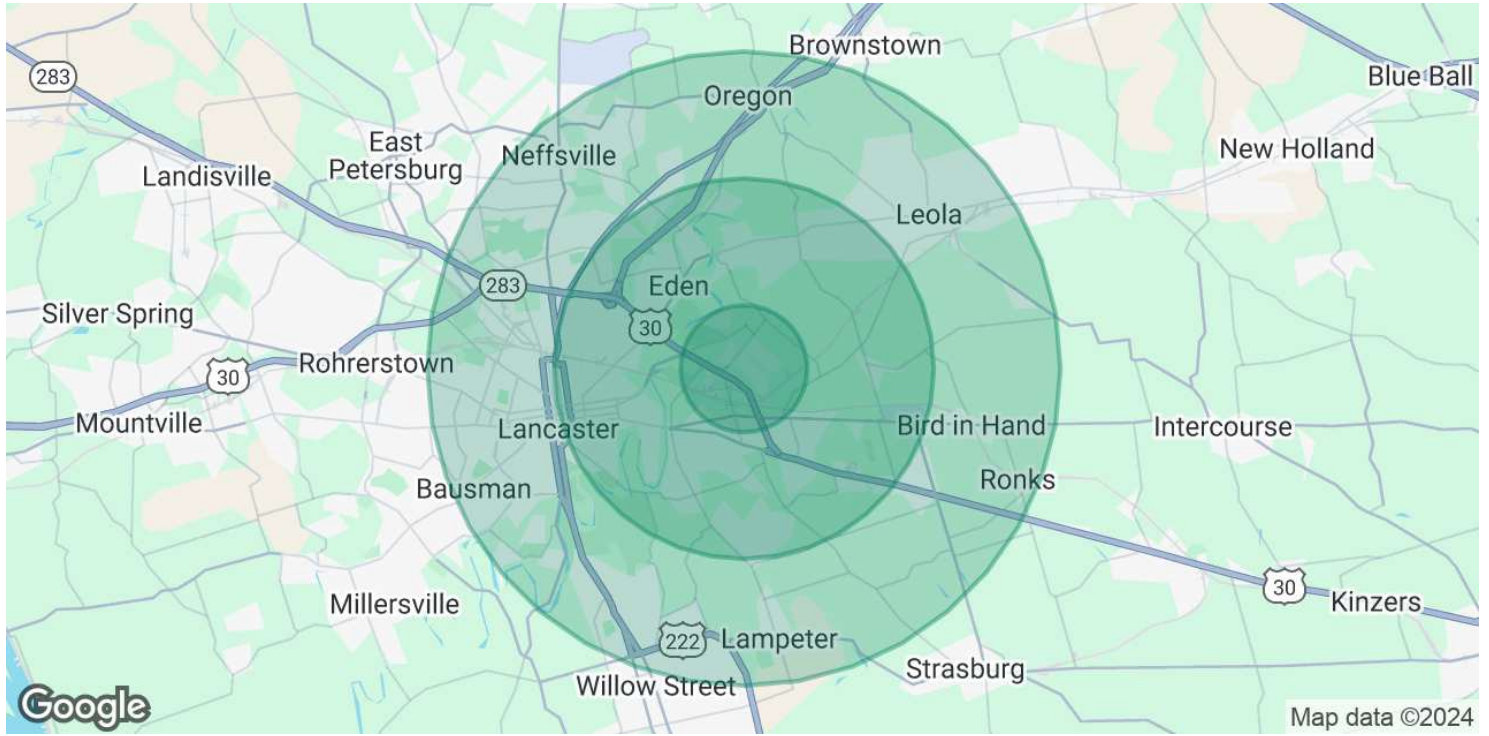 Brownstown
283
Blue Ball
Oregon
East
Petersburg
Neffsville
New Holland
Landisville
Leola
283
Eden
Silver Spring
30
Rohrerstown
30
Mountville
Lancaster
Bird in Hand
Intercourse
Bausman
Ronks
30
Millersville
Kinzers
222
Lampeter
Strasburg
Willow Street
Google
Map data ©2024